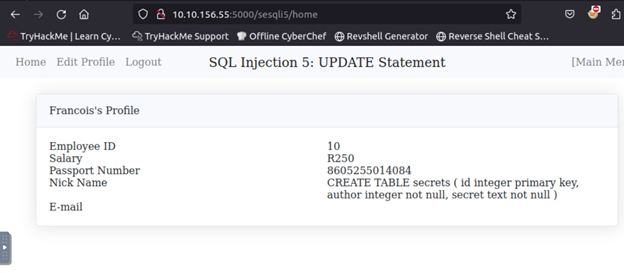 10.10.156.55:5000/sesqli5/home
TryHackMe | Learn Cy… TryHackMe Support Offline CyberChef Revshell Generator Reverse Shell Cheat S…
Home Edit Profile Logout SQL Injection 5: UPDATE Statement [Main Men
Francois's Profile
Employee ID 10
Salary R250
Passport Number 8605255014084
Nick Name CREATE TABLE secrets ( id integer primary key,
author integer not null, secret text not null )
E-mail